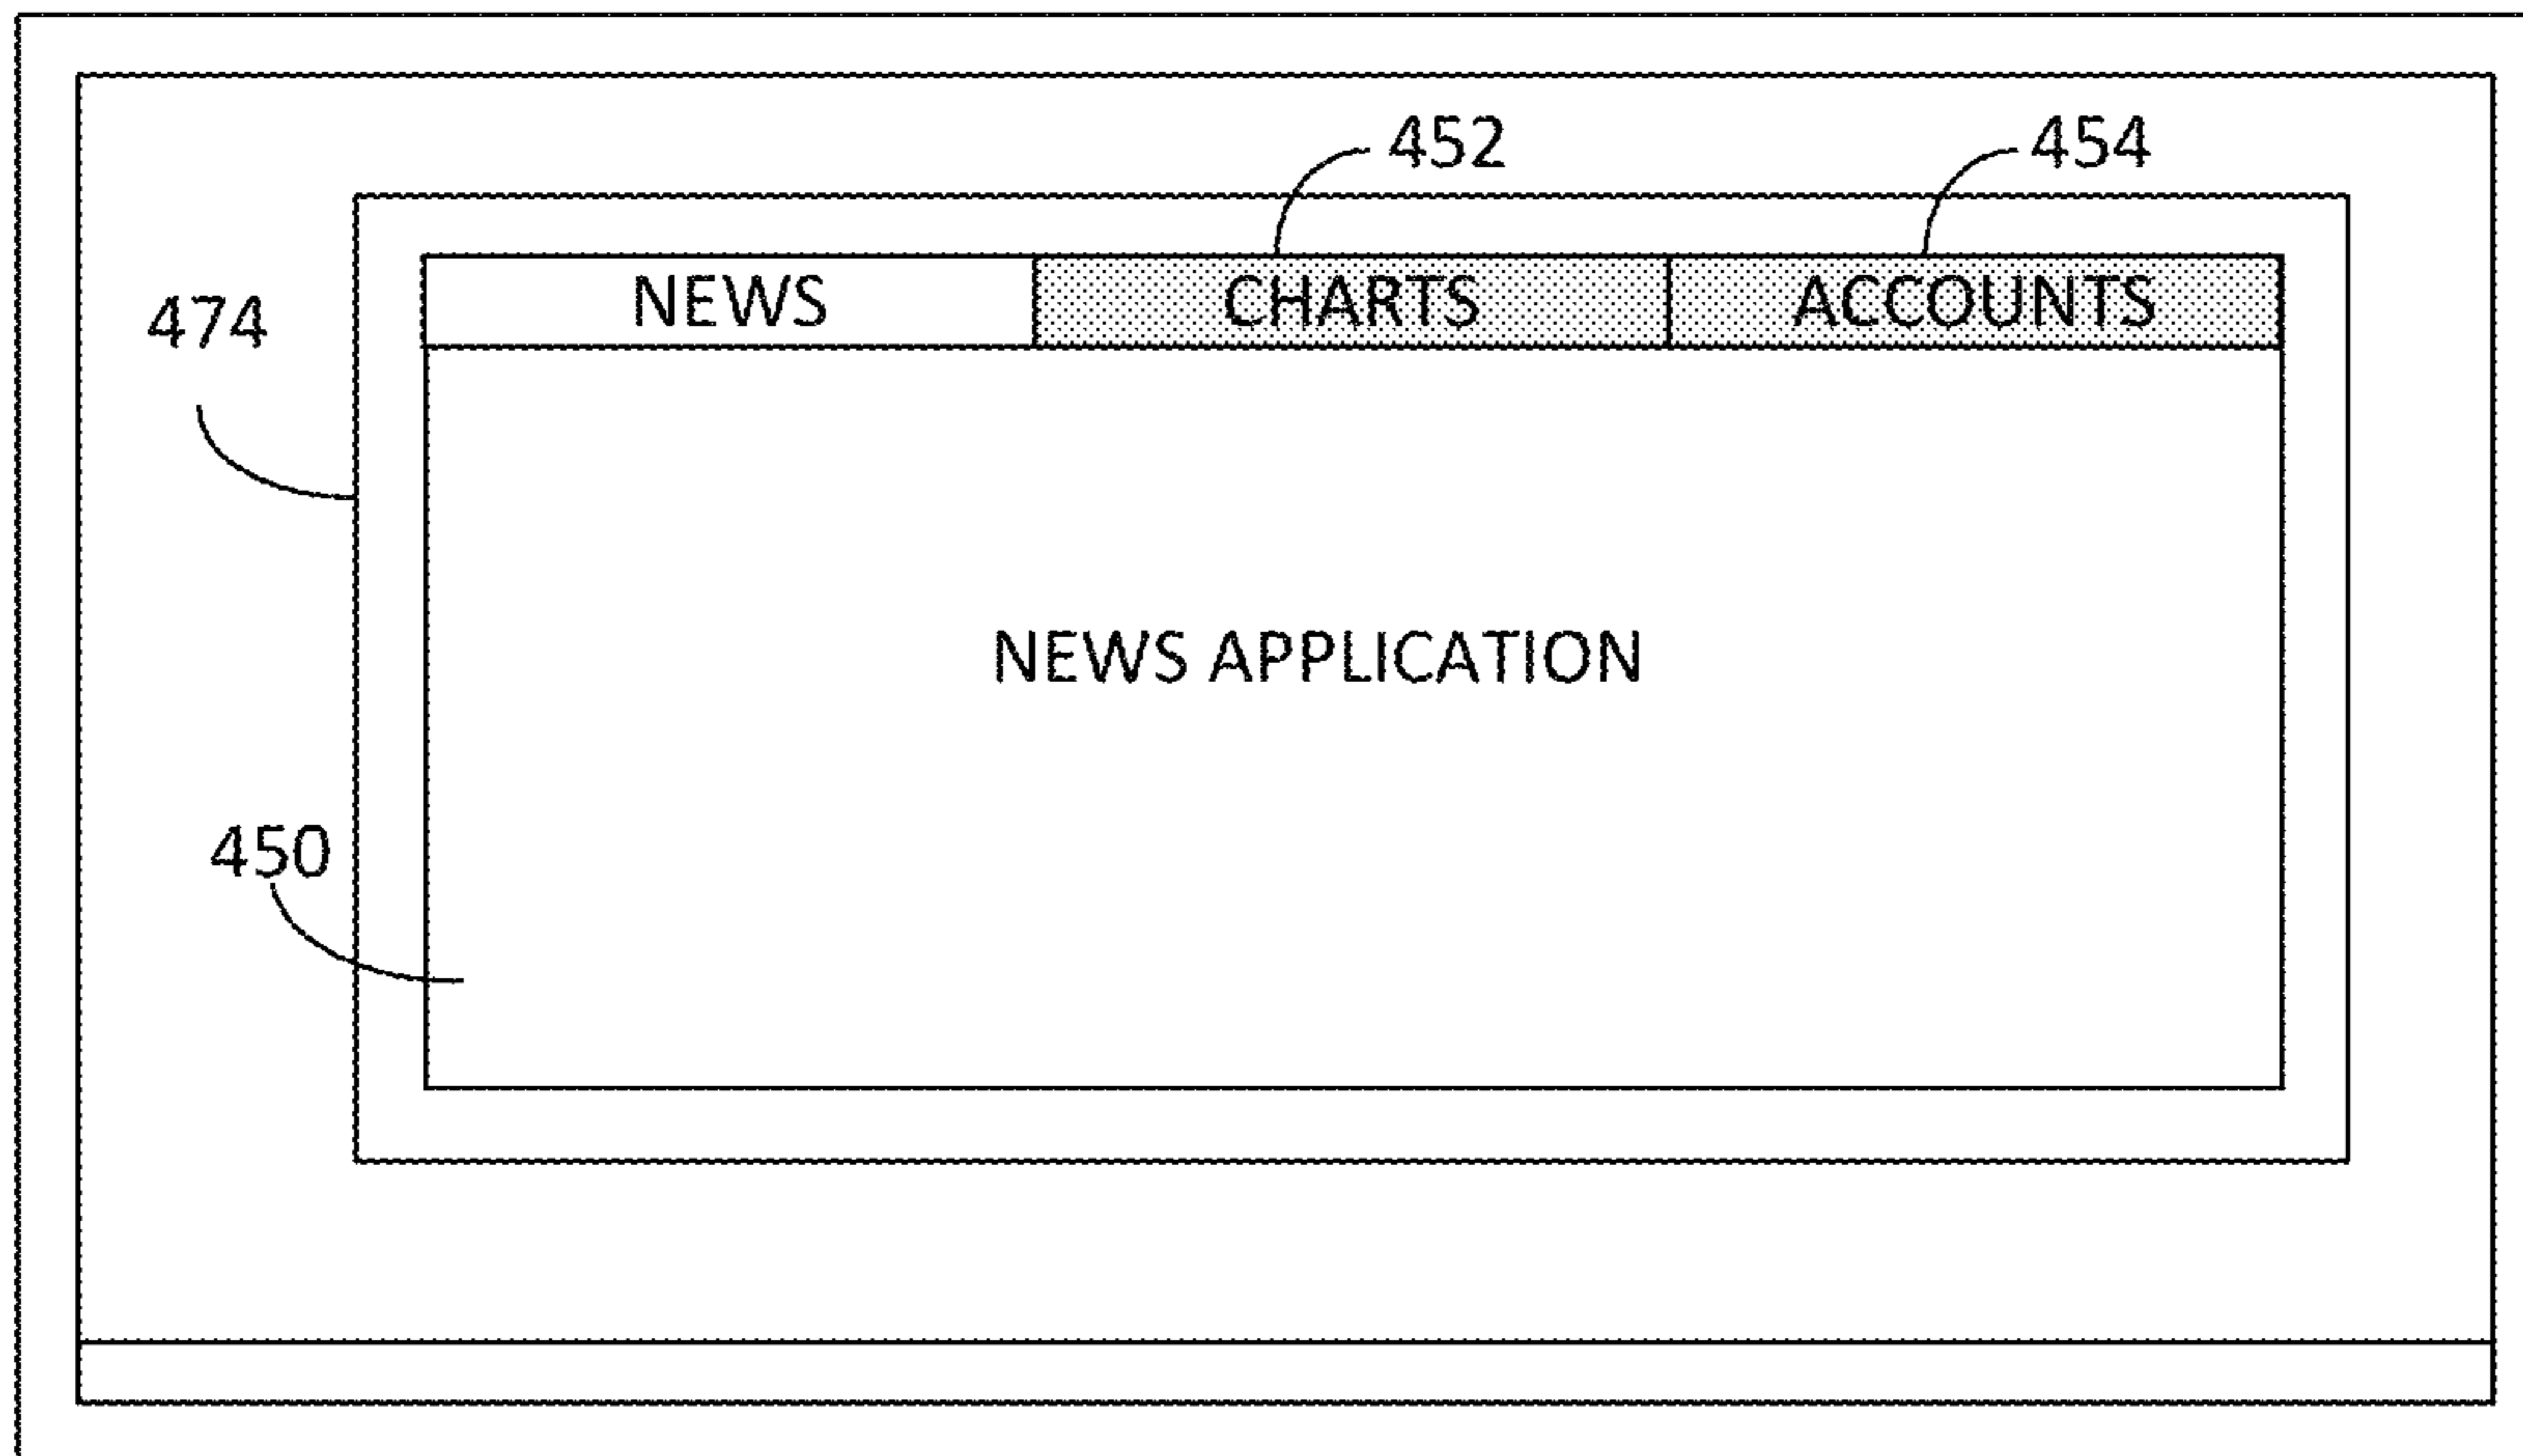 452 454
NEWS CHARTS ACCOUNTS
474
NEWS APPLICATION
450